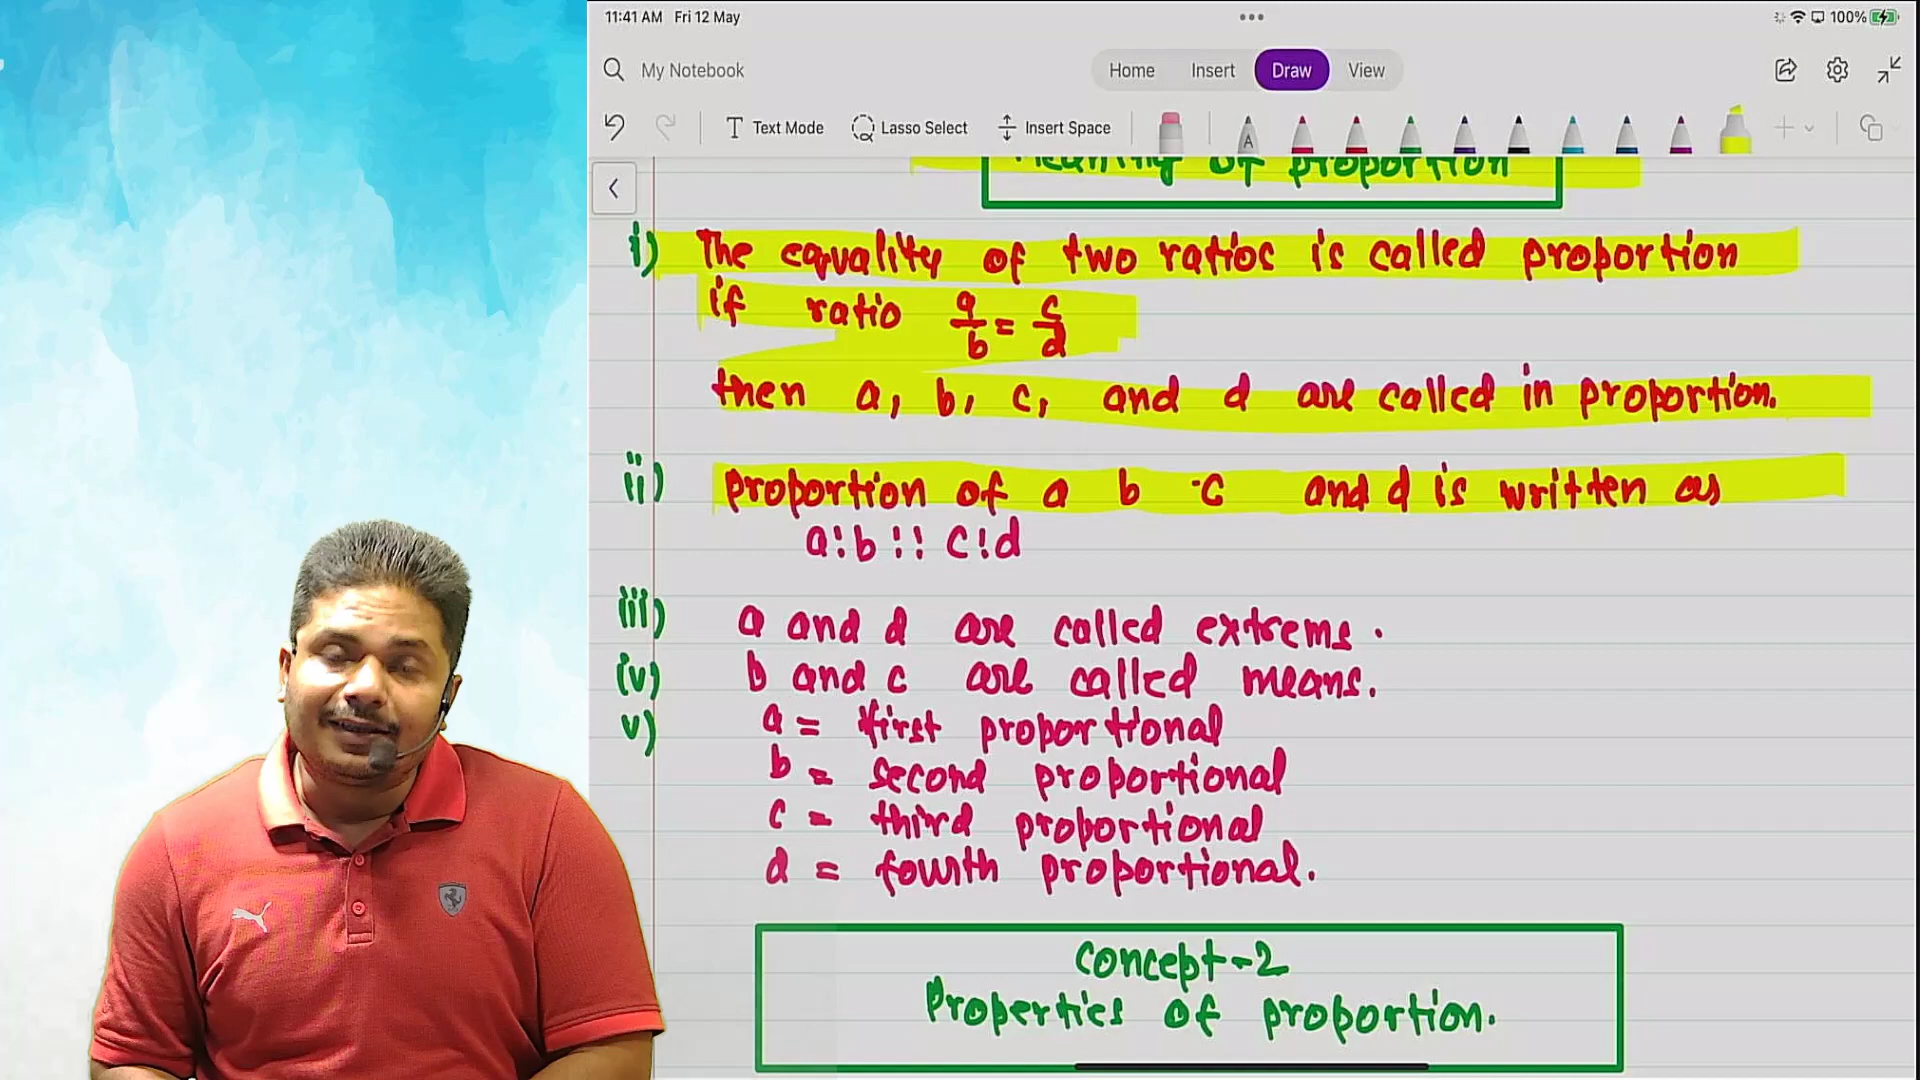 11:41 AM Fri 12 May
100%
My Notebook
Home Insert Draw View
Text Mode Lasso Select Insert Space
A
Meaning of proportion
i) The equality of two ratios is called proportion
if ratio a/b = c/d
then a, b, c, and d are called in proportion.
ii) proportion of a b c and d is written as
a:b :: c:d
iii) a and d are called extrems.
iv) b and c are called means.
v) a = first proportional
b = second proportional
c = third proportional
d = fourth proportional.
concept-2
Properties of proportion.